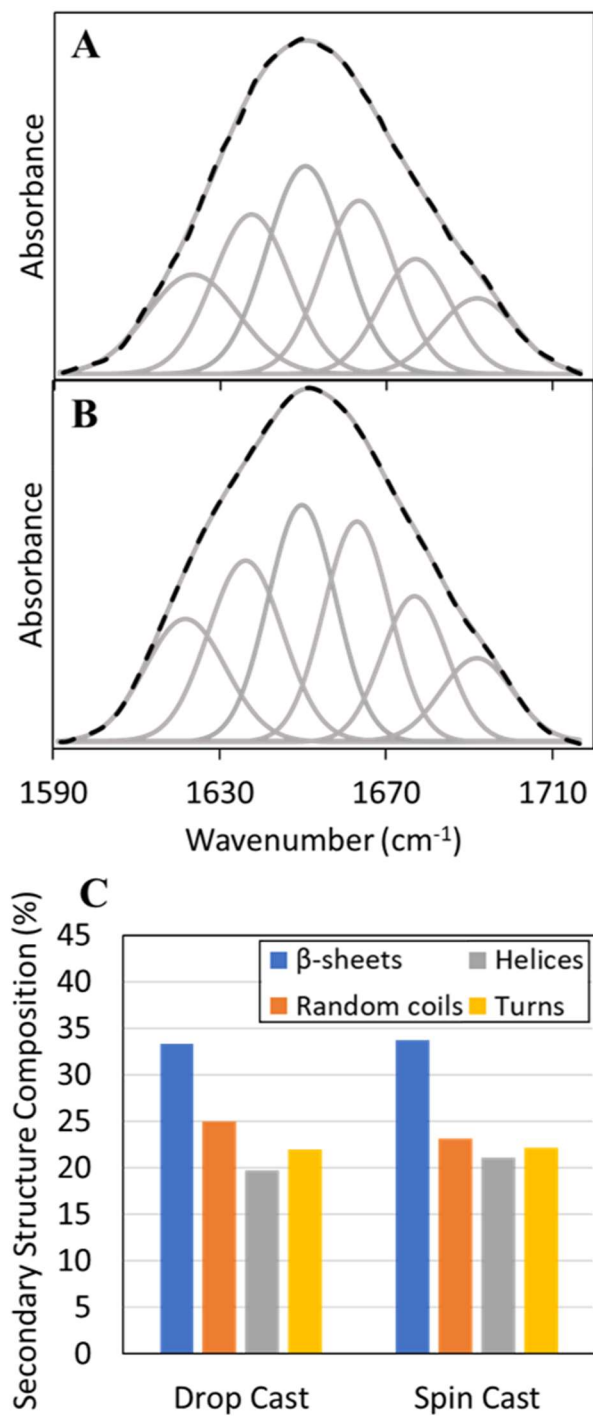 A
Absorbance
B
Absorbance
1590 1630 1670 1710
Wavenumber (cm-1)
C
Secondary Structure Composition (%)
45
40
35
30
25
20
15
10
5
0
β-sheets Helices
Random coils Turns
Drop Cast Spin Cast